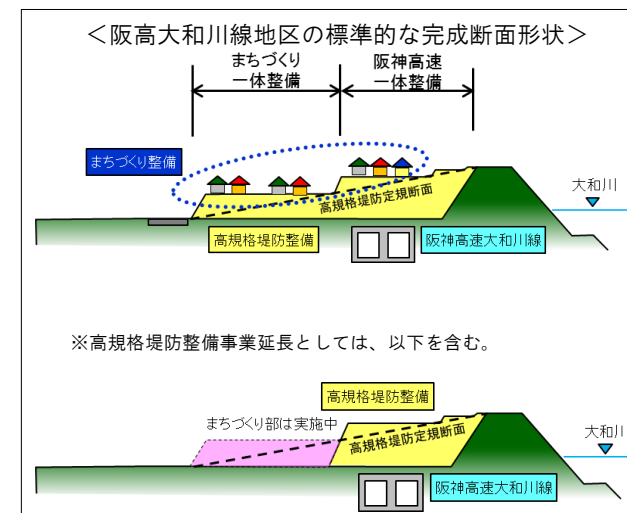 ＜阪高大和川線地区の標準的な完成断面形状＞
まちづくり
一体整備
阪神高速
一体整備
まちづくり整備
大和川
高規格堤防定規断面
高規格堤防整備
阪神高速大和川線
※高規格堤防整備事業延長としては、以下を含む。
高規格堤防整備
まちづくり部は実施中
大和川
高規格堤防定規断面
阪神高速大和川線